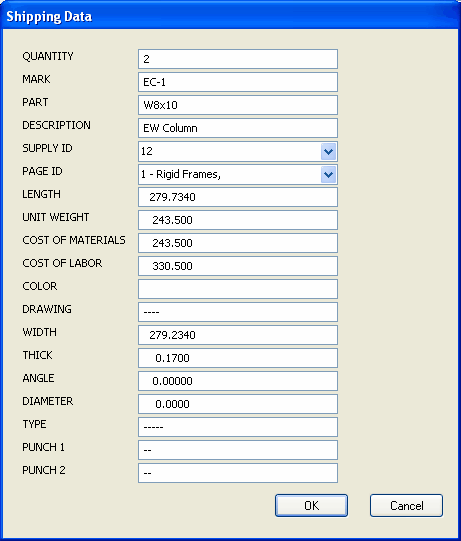 Shipping Data
QUANTITY 2
MARK EC-1
PART W8x10
DESCRIPTION EW Column
SUPPLY ID 12
PAGE ID 1 - Rigid Frames,
LENGTH 279.7340
UNIT WEIGHT 243.500
COST OF MATERIALS 243.500
COST OF LABOR 330.500
COLOR
DRAWING ----
WIDTH 279.2340
THICK 0.1700
ANGLE 0.00000
DIAMETER 0.0000
TYPE -----
PUNCH 1 --
PUNCH 2 --
OK Cancel